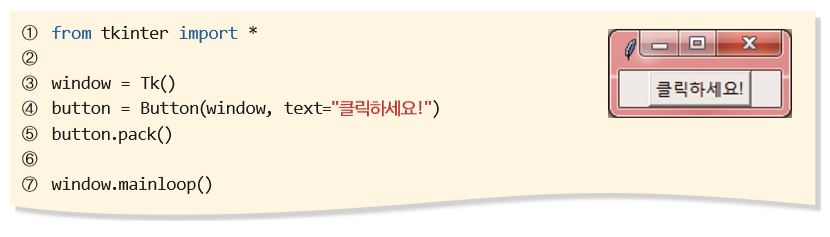 ① from tkinter import *
②
③ window = Tk()
④ button = Button(window, text="클릭하세요!")
⑤ button.pack()
⑥
⑦ window.mainloop()
클릭하세요!